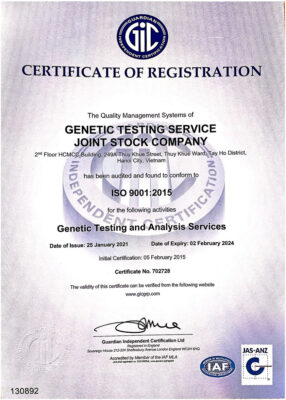 GUARDIAN
GIC
INDEPENDENT CERTIFICATION
CERTIFICATE OF REGISTRATION
The Quality Management Systems of
GENETIC TESTING SERVICE
JOINT STOCK COMPANY
2nd Floor HCMCC Building, 249A Thuy Khue Street, Thuy Khue Ward, Tay Ho District,
Hanoi City, Vietnam
has been audited and found to conform to
ISO 9001:2015
for the following activities
Genetic Testing and Analysis Services
Date of Issue: 25 January 2021 Date of Expiry: 02 February 2024
Initial Certification: 05 February 2015
Certificate No. 702728
The validity of this certificate can be verified from the following website
www.gicgrp.com
Guardian Independent Certification Ltd
Registered in England
Accredited by Member of the IAF MLA
IAF
JAS-ANZ
130892